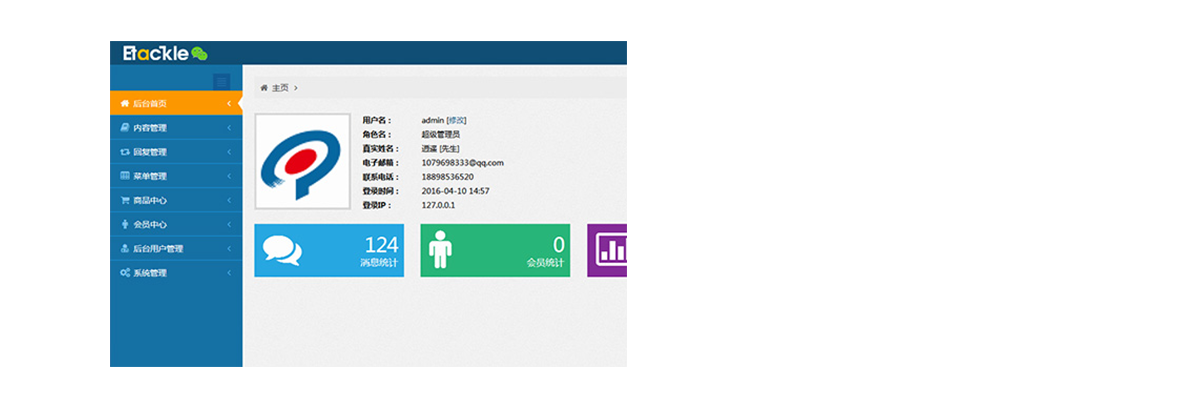 Etackle
主页
后台首页
内容管理
回复管理
菜单管理
商品中心
会员中心
后台用户管理
系统管理
用户名： admin [修改]
角色名： 超级管理员
真实姓名： 逍遥 [先生]
电子邮箱： 1079698333@qq.com
联系电话： 18898536520
登录时间： 2016-04-10 14:57
登录IP： 127.0.0.1
124
消息统计
0
会员统计